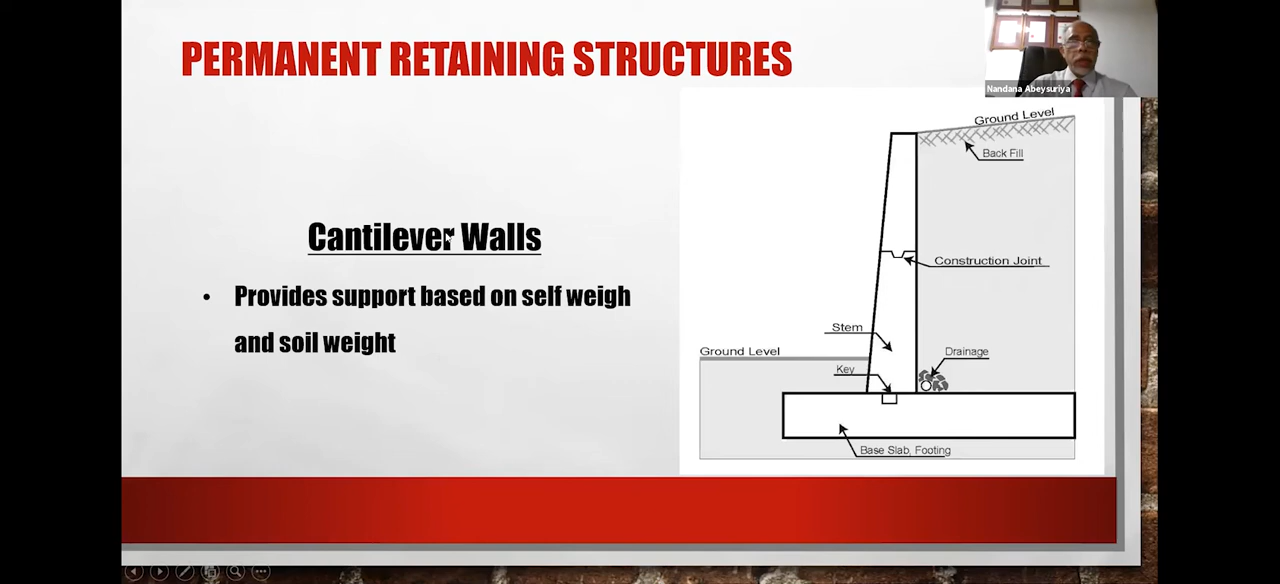 PERMANENT RETAINING STRUCTURES
Nandana Abeysuriya
Cantilever Walls
• Provides support based on self weigh
and soil weight
Ground Level
Back Fill
Construction Joint
Stem
Ground Level
Drainage
Key
Base Slab, Footing